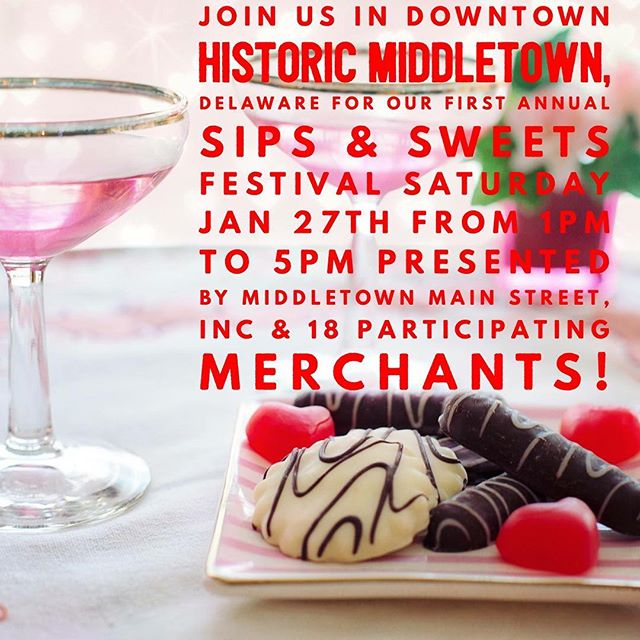 JOIN US IN DOWNTOWN
HISTORIC MIDDLETOWN,
DELAWARE FOR OUR FIRST ANNUAL
SIPS & SWEETS
FESTIVAL SATURDAY
JAN 27TH FROM 1PM
TO 5PM PRESENTED
BY MIDDLETOWN MAIN STREET,
INC & 18 PARTICIPATING
MERCHANTS!